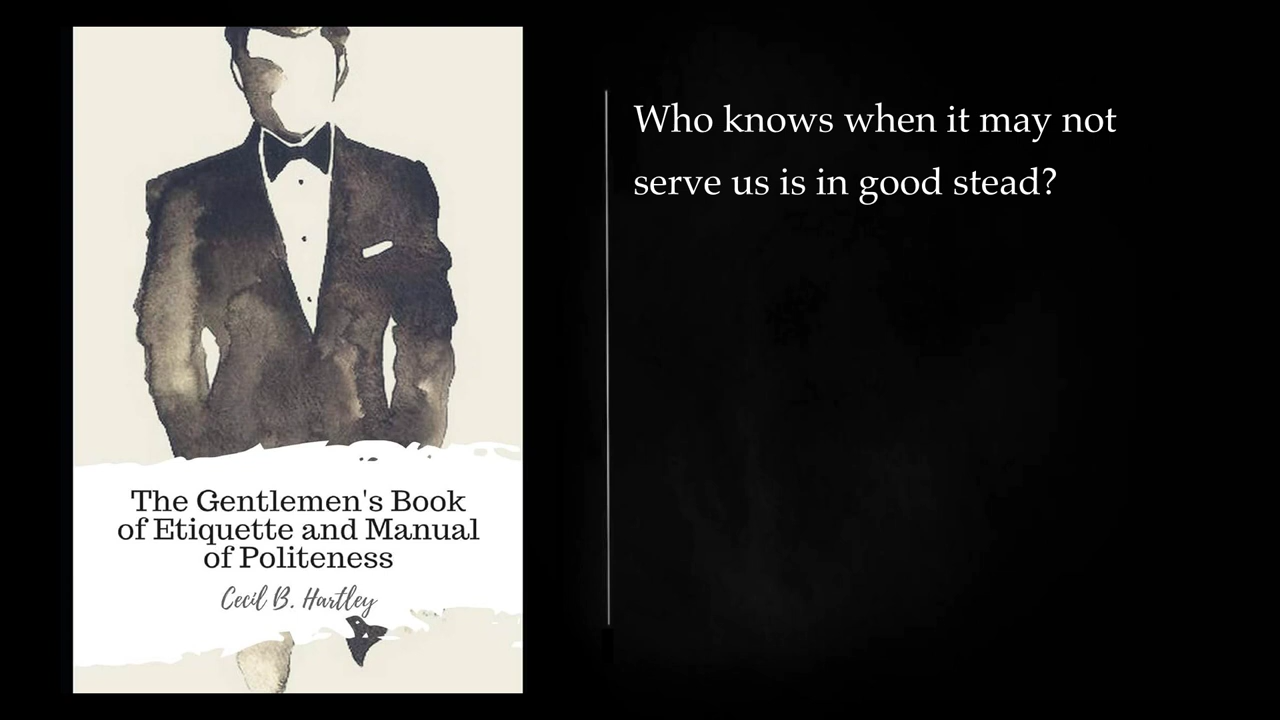 The Gentlemen's Book
of Etiquette and Manual
of Politeness
Cecil B. Hartley
Who knows when it may not
serve us is in good stead?